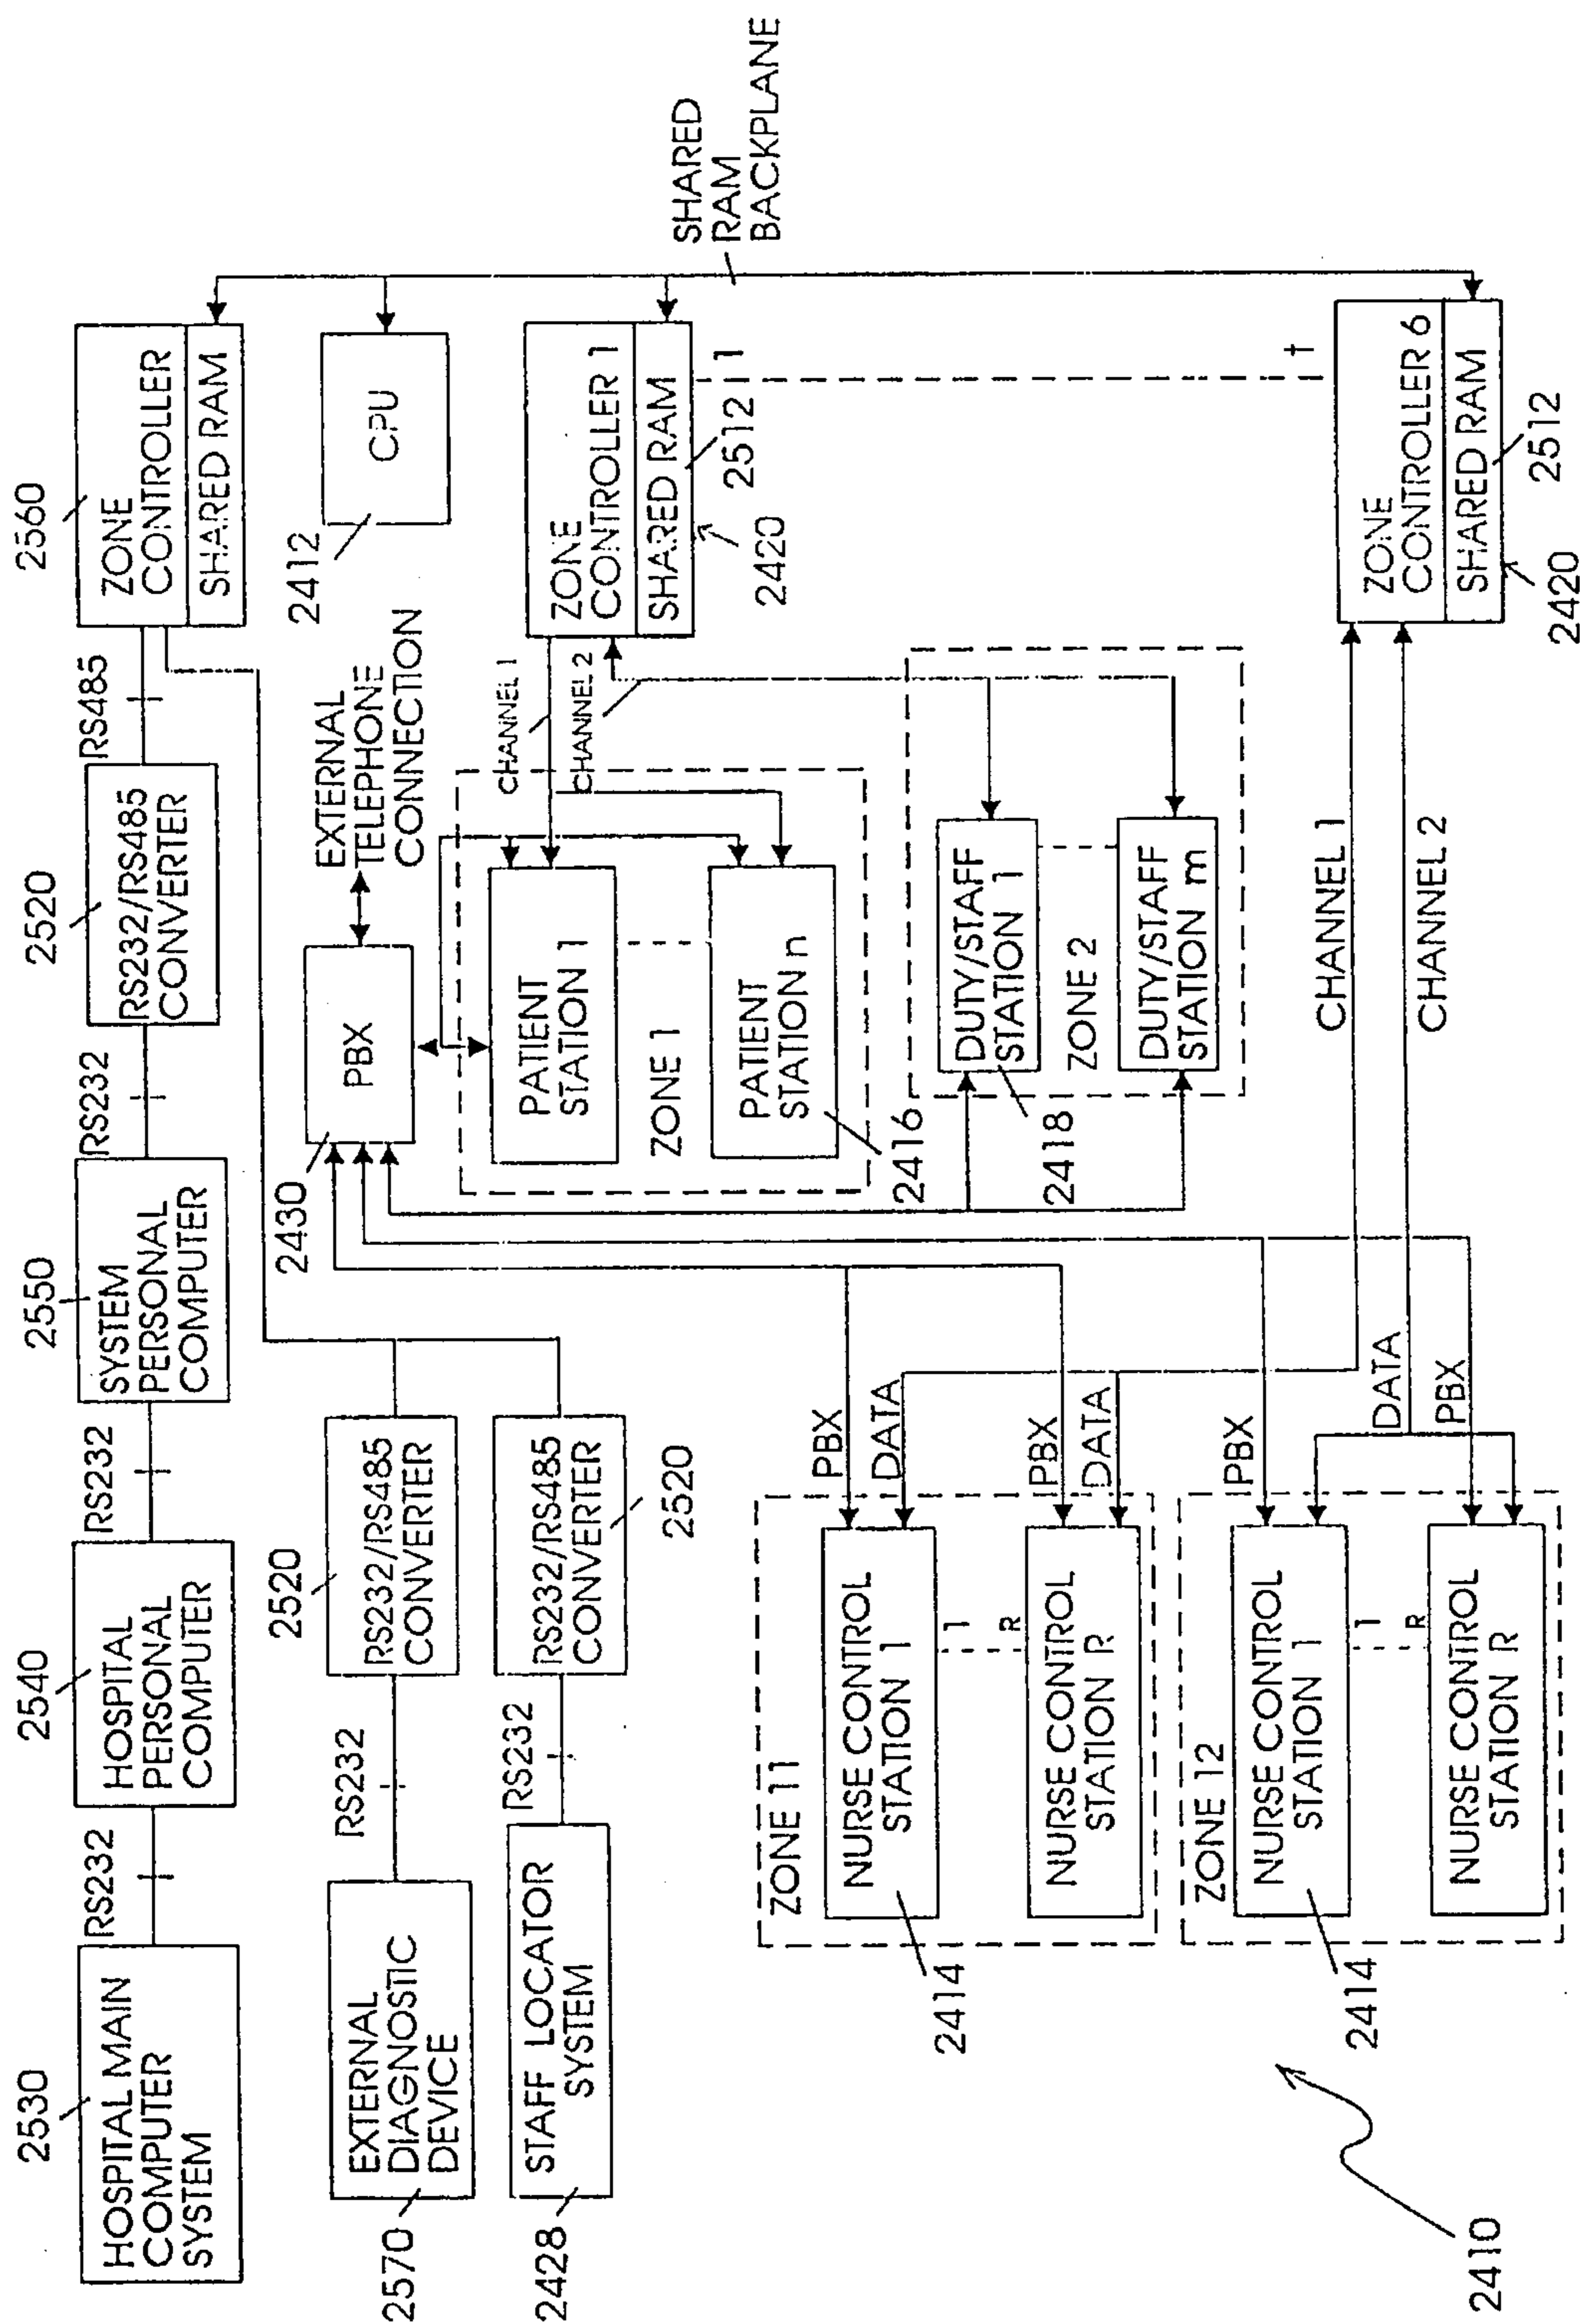 2530
HOSPITAL MAIN
COMPUTER
SYSTEM
RS232
2540
HOSPITAL
PERSONAL
COMPUTER
RS232
2550
SYSTEM
PERSONAL
COMPUTER
RS232
2520
RS232/RS485
CONVERTER
RS485
2560
ZONE
CONTROLLER
SHARED RAM
2570
EXTERNAL
DIAGNOSTIC
DEVICE
RS232
2520
RS232/RS485
CONVERTER
2428
STAFF LOCATOR
SYSTEM
RS232
RS232/RS485
CONVERTER
2520
2430
PBX
EXTERNAL
TELEPHONE
CONNECTION
2412
CPU
SHARED
RAM
BACKPLANE
PATIENT
STATION 1
ZONE 1
PATIENT
STATION n
2416
CHANNEL 1
CHANNEL 2
ZONE
CONTROLLER 1
SHARED RAM
2512
2420
1
t
DUTY/STAFF
STATION 1
2418
ZONE 2
DUTY/STAFF
STATION m
ZONE 11
NURSE CONTROL
STATION 1
1
R
NURSE CONTROL
STATION R
2414
PBX
DATA
PBX
DATA
CHANNEL 1
CHANNEL 2
ZONE 12
NURSE CONTROL
STATION 1
1
R
NURSE CONTROL
STATION R
2414
PBX
DATA
PBX
ZONE
CONTROLLER 6
SHARED RAM
2512
2420
2410